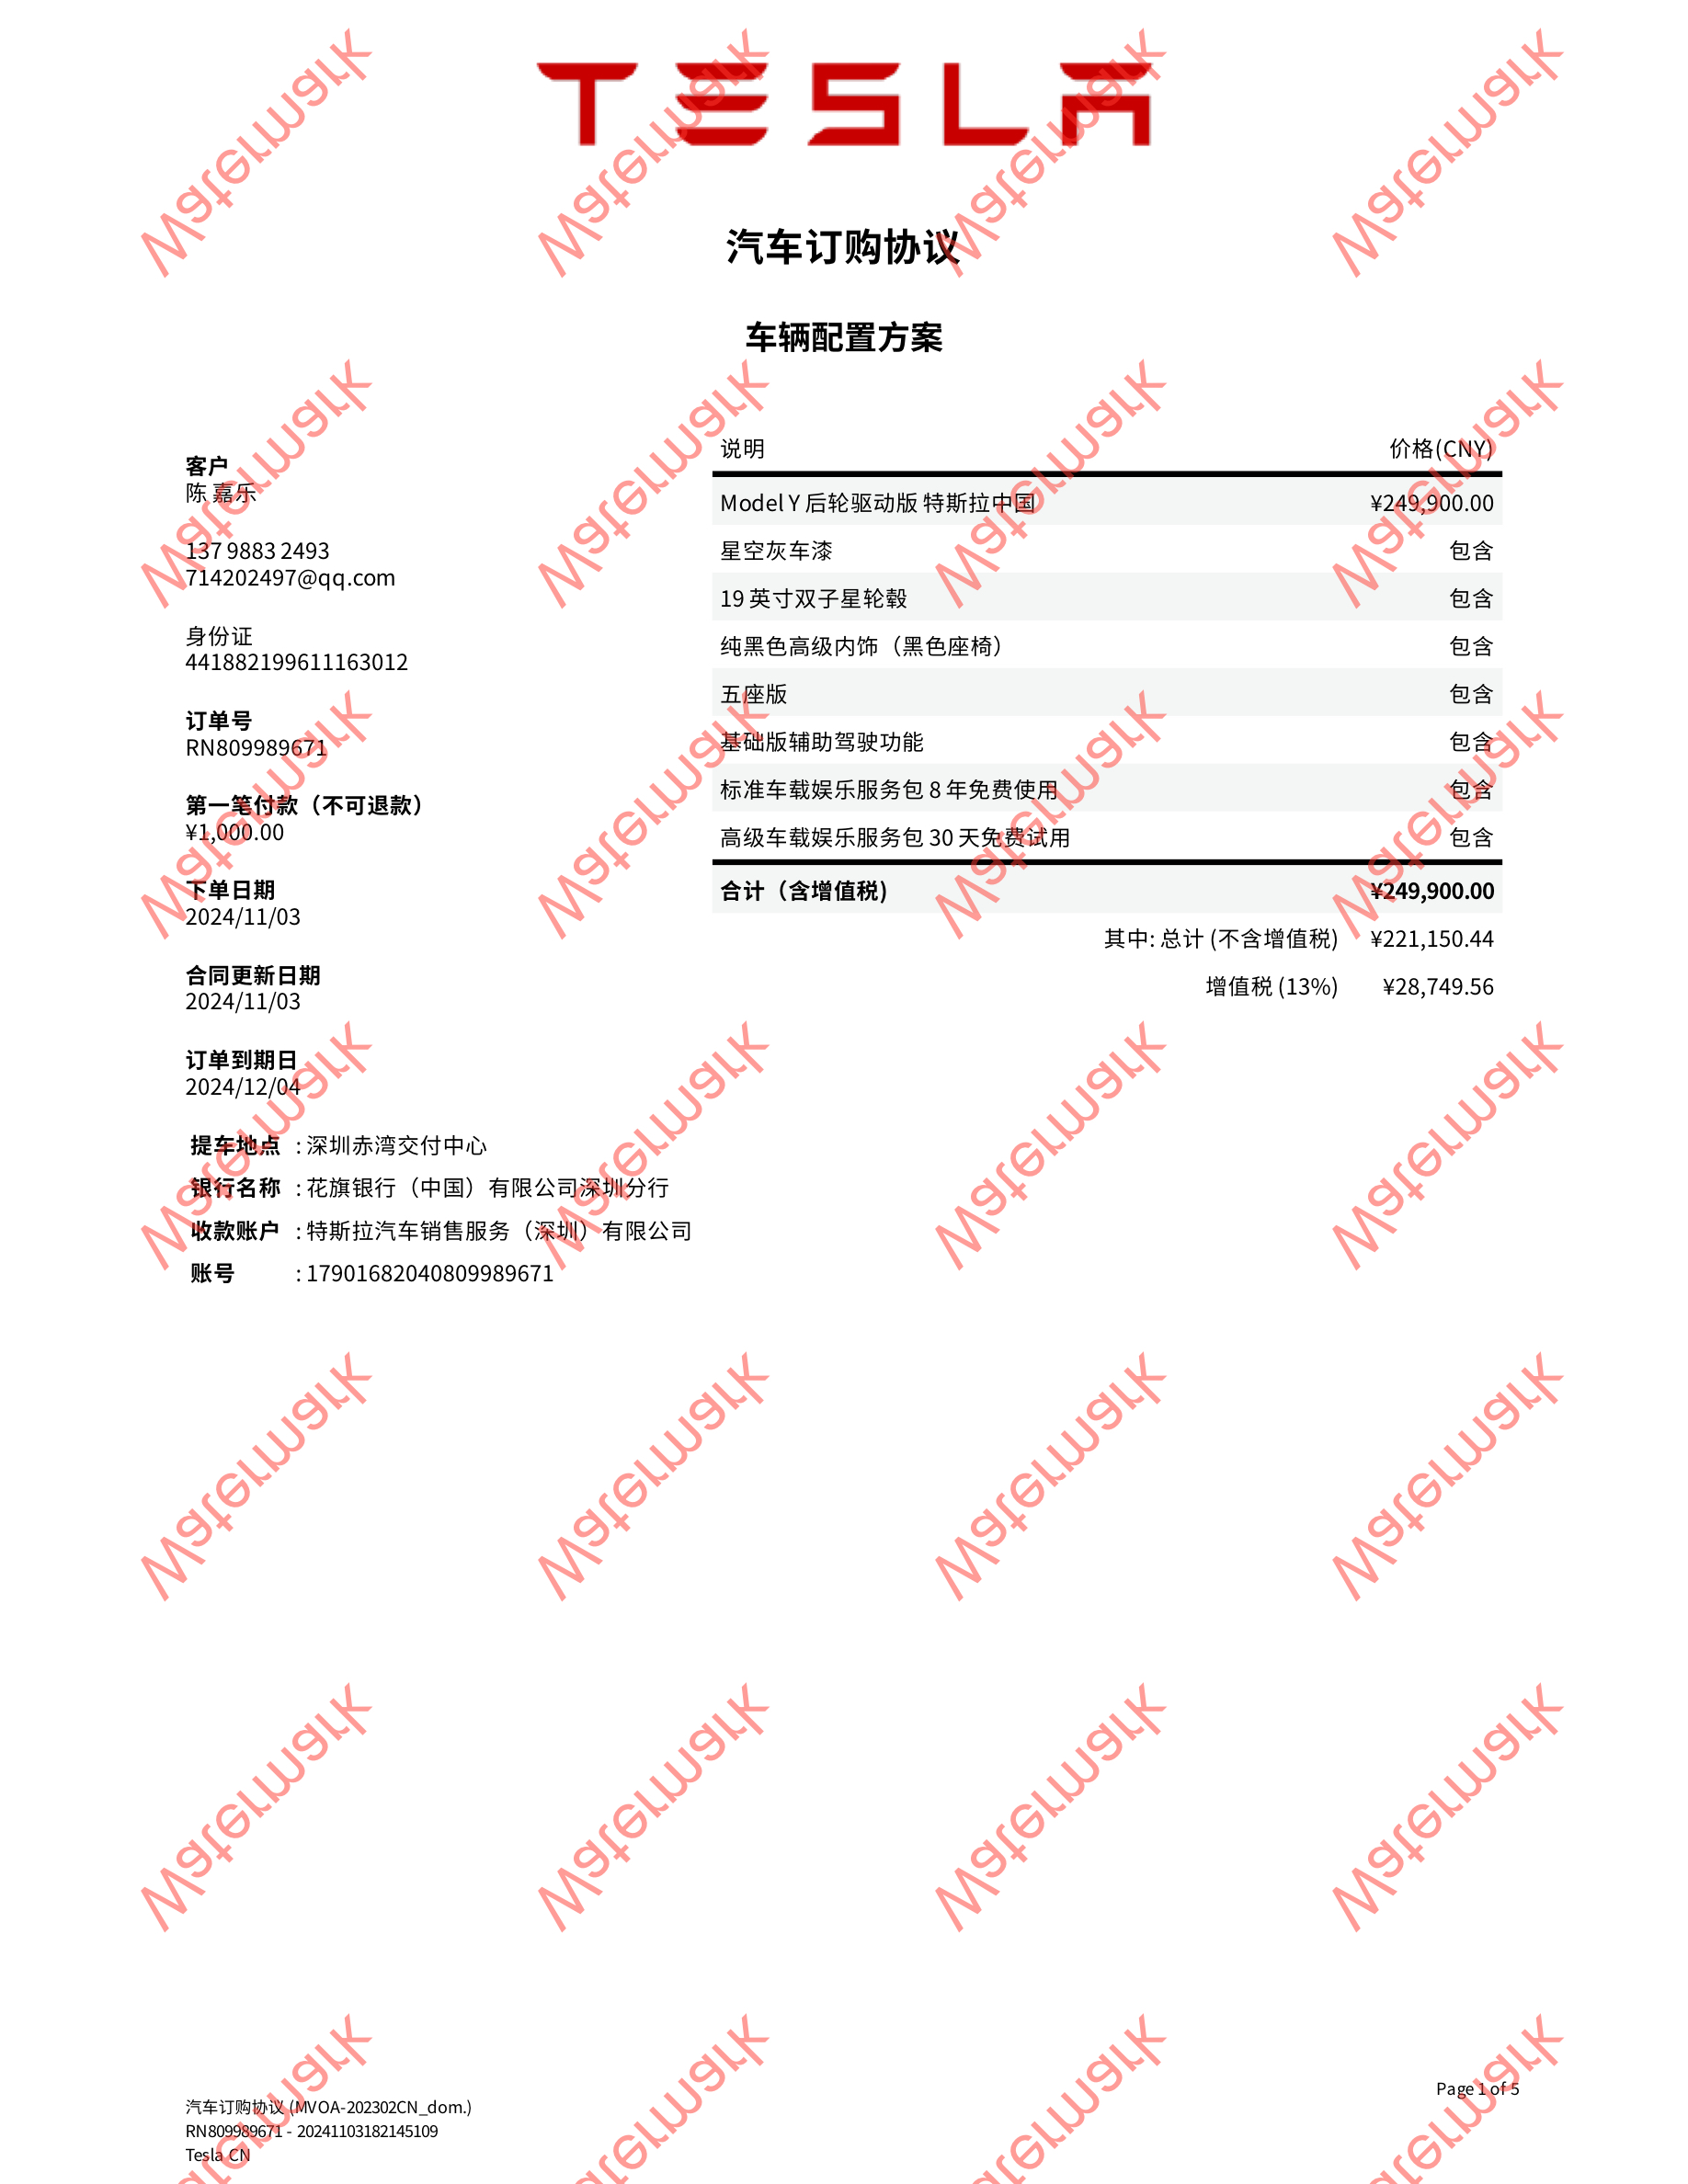 TESLA
汽车订购协议
车辆配置方案
客户
陈 嘉乐
137 9883 2493
714202497@qq.com
身份证
441882199611163012
订单号
RN809989671
第一笔付款（不可退款）
¥1,000.00
下单日期
2024/11/03
合同更新日期
2024/11/03
订单到期日
2024/12/04
提车地点 : 深圳赤湾交付中心
银行名称 : 花旗银行（中国）有限公司深圳分行
收款账户 : 特斯拉汽车销售服务（深圳）有限公司
账号 : 17901682040809989671
说明 价格(CNY)
Model Y 后轮驱动版 特斯拉中国 ¥249,900.00
星空灰车漆 包含
19 英寸双子星轮毂 包含
纯黑色高级内饰（黑色座椅） 包含
五座版 包含
基础版辅助驾驶功能 包含
标准车载娱乐服务包 8 年免费使用 包含
高级车载娱乐服务包 30 天免费试用 包含
合计（含增值税) ¥249,900.00
其中: 总计 (不含增值税) ¥221,150.44
增值税 (13%) ¥28,749.56
Page 1 of 5
汽车订购协议 (MVOA-202302CN_dom.)
RN809989671 - 20241103182145109
Tesla CN